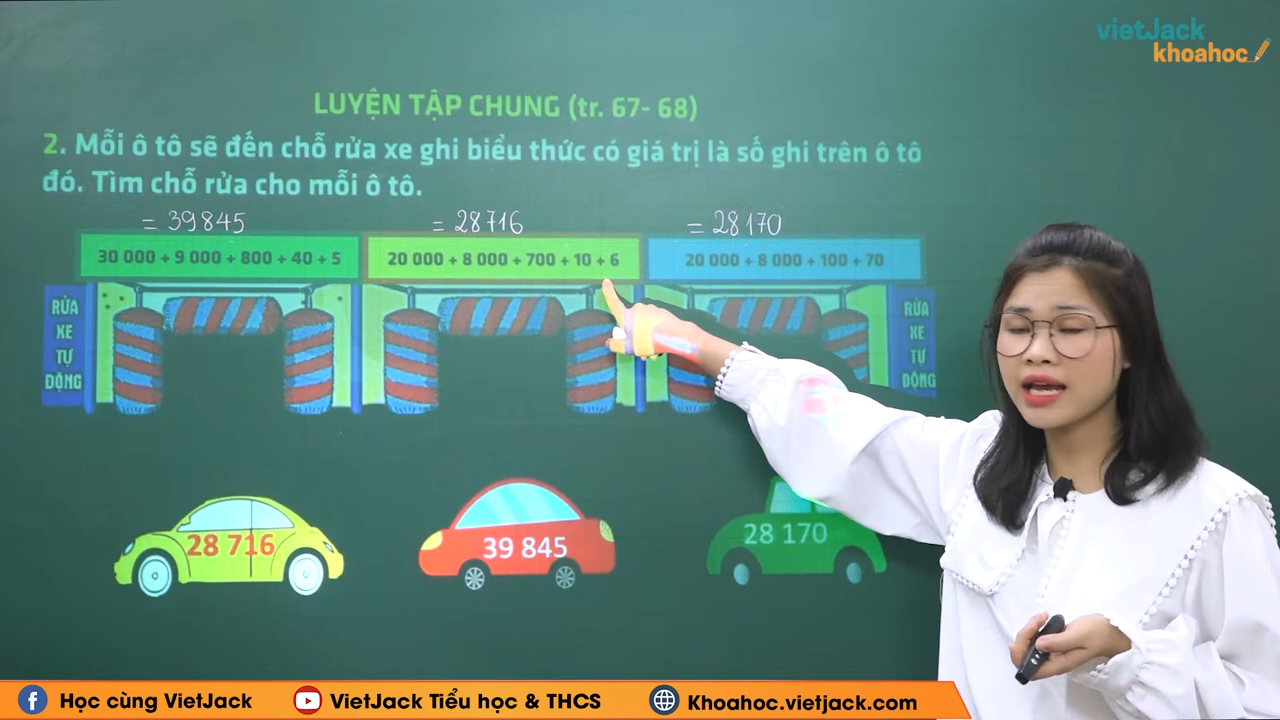 vietJack
khoahoc
LUYỆN TẬP CHUNG (tr. 67- 68)
2. Mỗi ô tô sẽ đến chỗ rửa xe ghi biểu thức có giá trị là số ghi trên ô tô
đó. Tìm chỗ rửa cho mỗi ô tô.
= 39845 = 28716 = 28170
30 000 + 9 000 + 800 + 40 + 5 20 000 + 8 000 + 700 + 10 + 6 20 000 + 8 000 + 100 + 70
RỬA
XE
TỰ
ĐỘNG
RỬA
XE
TỰ
ĐỘNG
28 716 39 845 28 170
Học cùng VietJack VietJack Tiểu học & THCS Khoahoc.vietjack.com